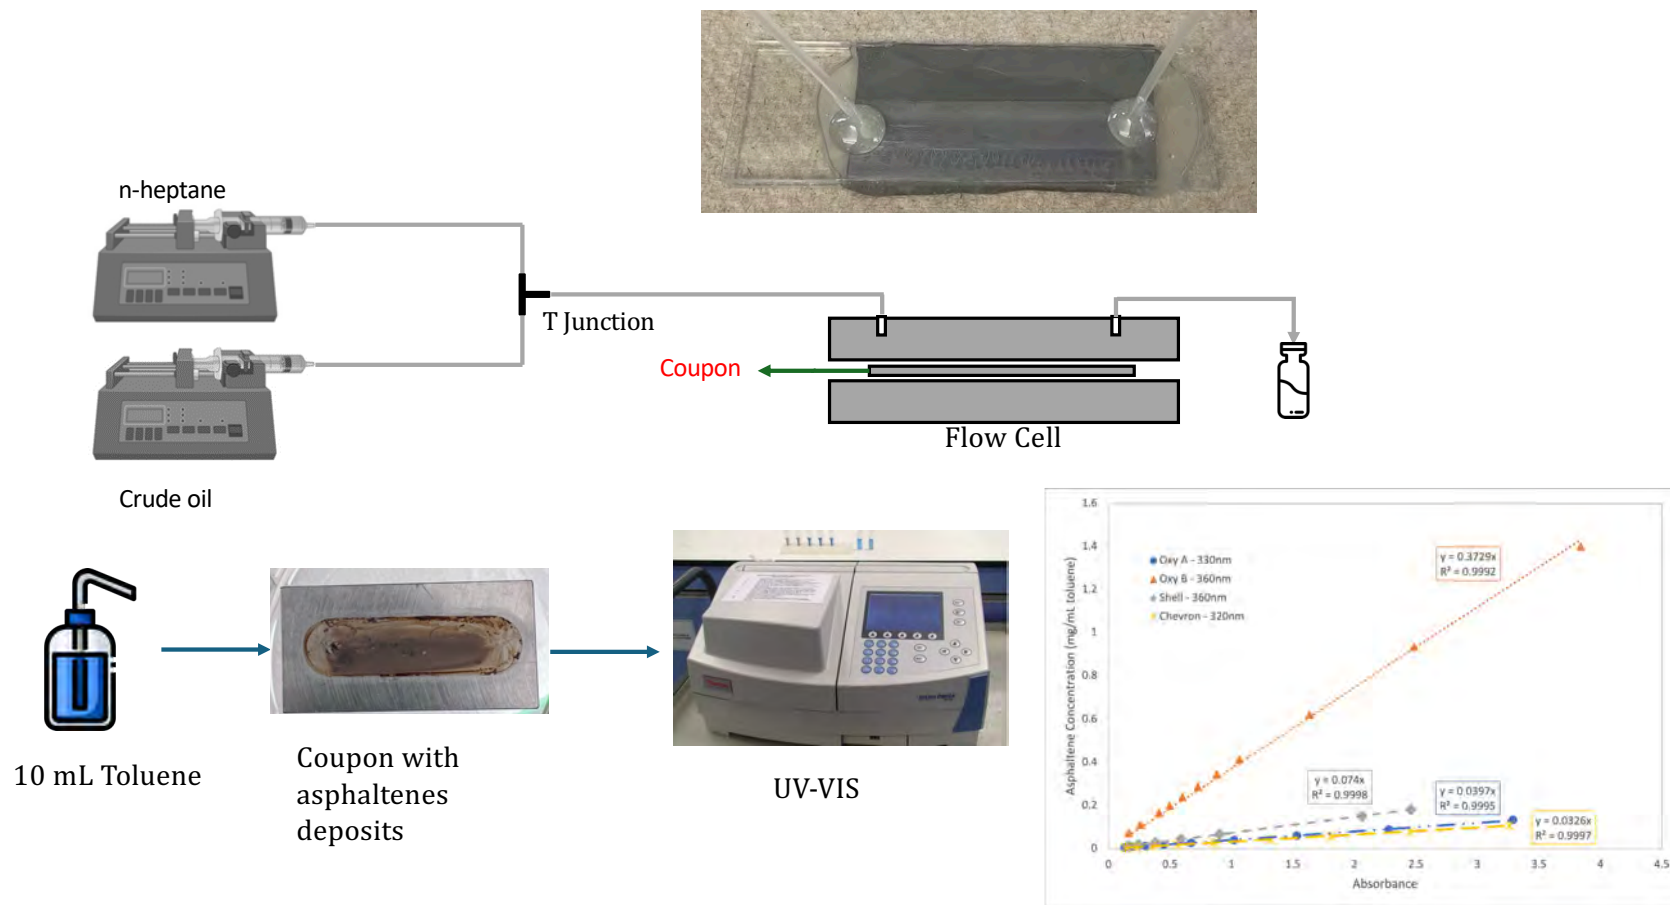 n-heptane
T Junction
Coupon
Flow Cell
Crude oil
10 mL Toluene
Coupon with
asphaltenes
deposits
UV-VIS
Asphaltene Concentration (mg/mL toluene)
1.6
1.4
1.2
1
0.8
0.6
0.4
0.2
0
Oxy A - 330nm
Oxy B - 360nm
Shell - 360nm
Chevron - 320nm
y = 0.3729x
R² = 0.9992
y = 0.074x
R² = 0.9998
y = 0.0397x
R² = 0.9995
y = 0.0326x
R² = 0.9997
0 0.5 1 1.5 2 2.5 3 3.5 4 4.5
Absorbance